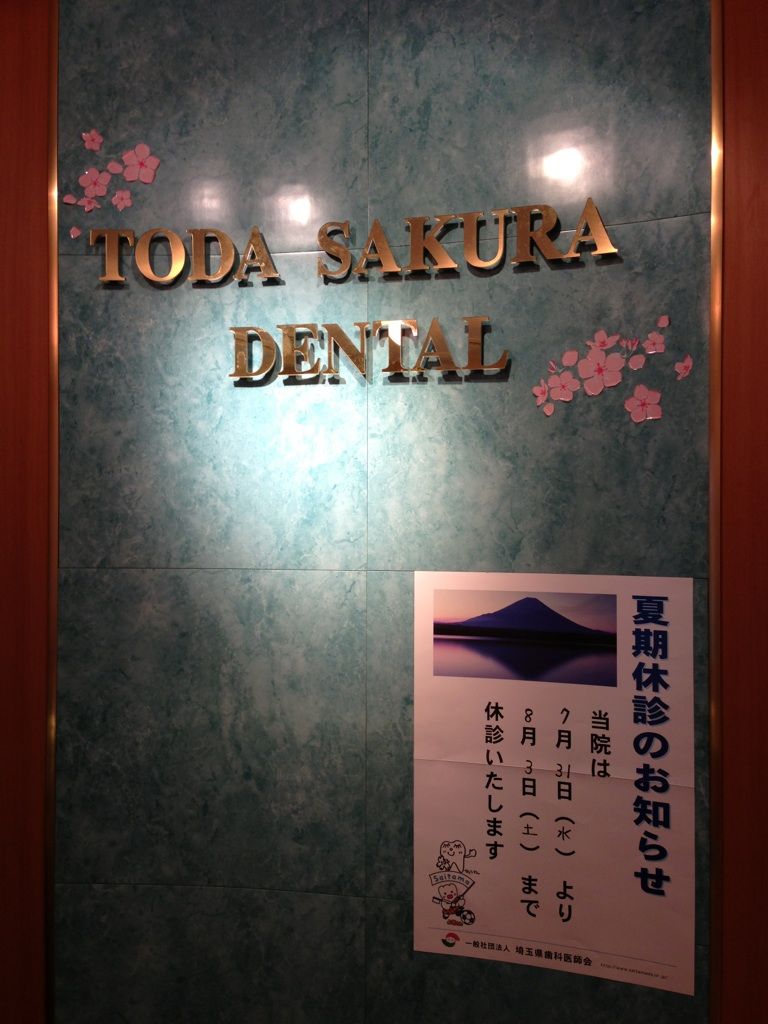 TODA SAKURA
DENTAL
夏期休診のお知らせ
当院は
7月31日（水）より
8月3日（土）まで
休診いたします
Saitama
一般社団法人 埼玉県歯科医師会